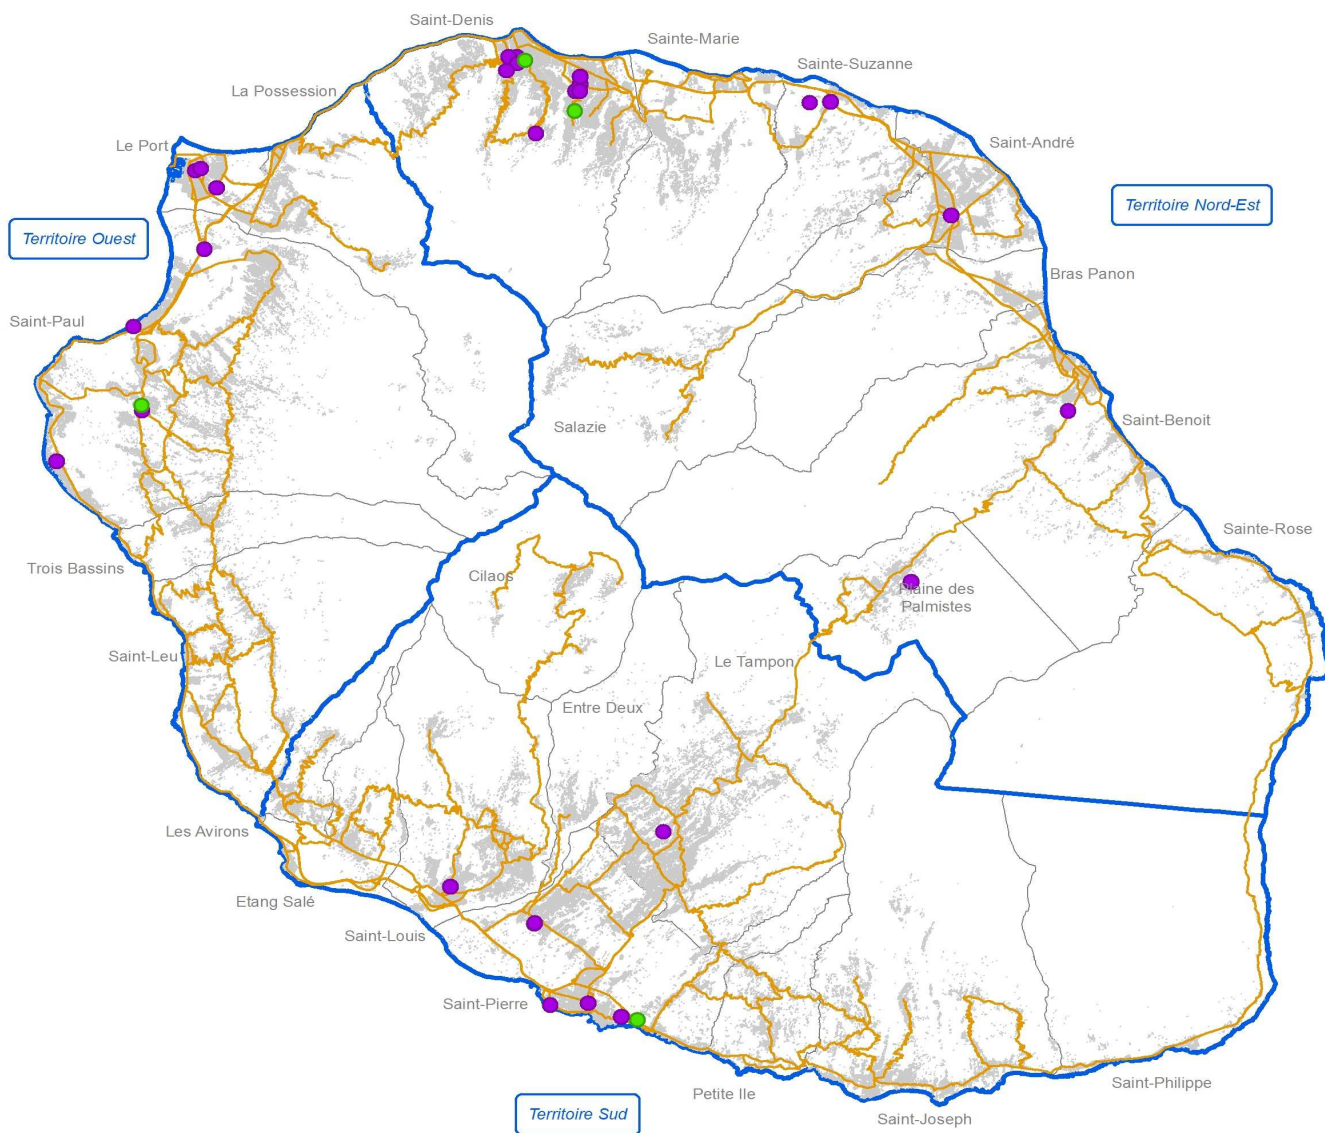 Saint-Denis
Sainte-Marie
Sainte-Suzanne
La Possession
Le Port
Saint-André
Territoire Nord-Est
Territoire Ouest
Bras Panon
Saint-Paul
Salazie
Saint-Benoit
Sainte-Rose
Trois Bassins
Cilaos
Plaine des
Palmistes
Saint-Leu
Le Tampon
Entre Deux
Les Avirons
Etang Salé
Saint-Louis
Saint-Pierre
Saint-Philippe
Petite Ile
Territoire Sud
Saint-Joseph